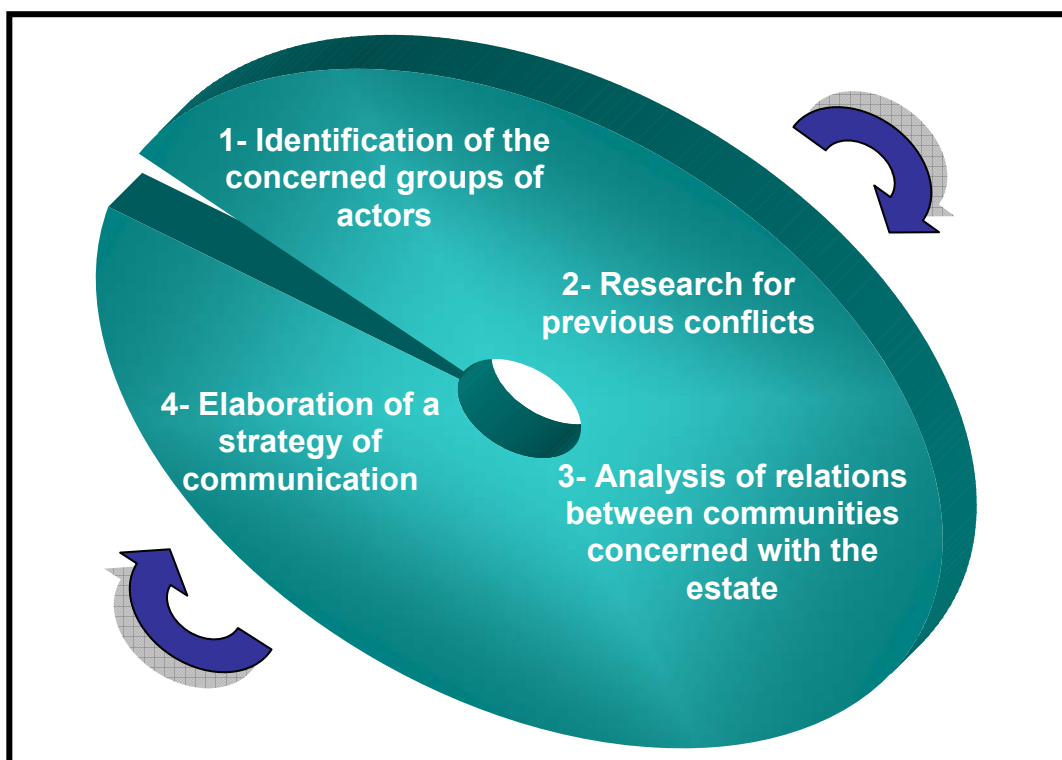 1- Identification of the
concerned groups of
actors
2- Research for
previous conflicts
3- Analysis of relations
between communities
concerned with the
estate
4- Elaboration of a
strategy of
communication